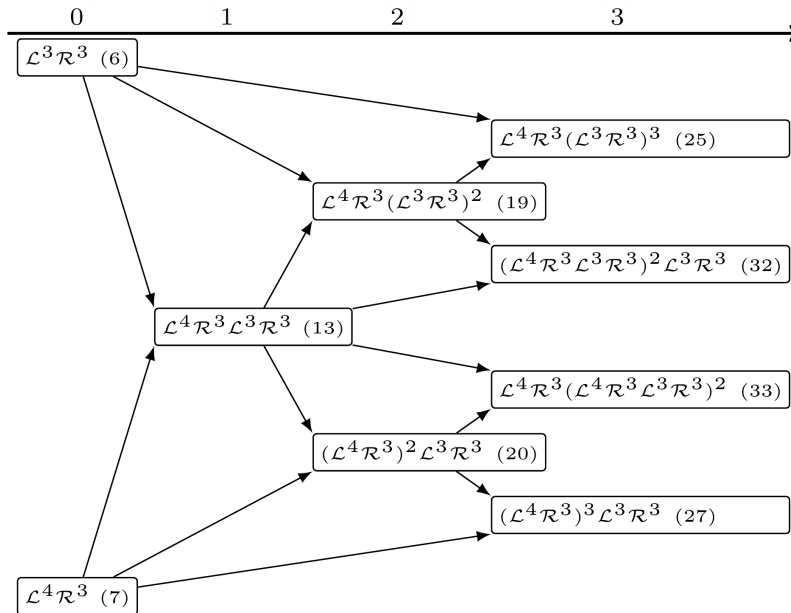 0 1 2 3
ℒ³ℛ³ (6)
ℒ⁴ℛ³(ℒ³ℛ³)³ (25)
ℒ⁴ℛ³(ℒ³ℛ³)² (19)
(ℒ⁴ℛ³ℒ³ℛ³)²ℒ³ℛ³ (32)
ℒ⁴ℛ³ℒ³ℛ³ (13)
ℒ⁴ℛ³(ℒ⁴ℛ³ℒ³ℛ³)² (33)
(ℒ⁴ℛ³)²ℒ³ℛ³ (20)
(ℒ⁴ℛ³)³ℒ³ℛ³ (27)
ℒ⁴ℛ³ (7)